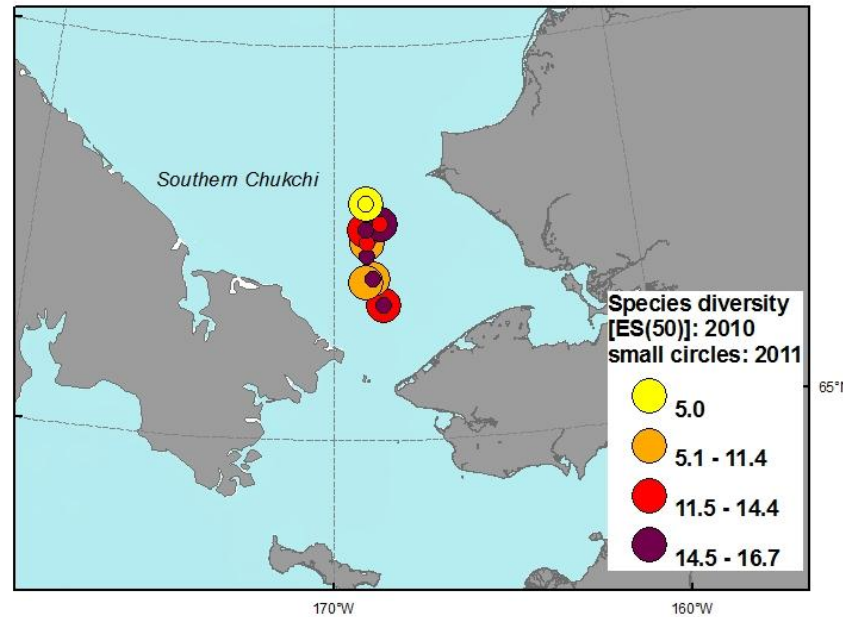 Southern Chukchi
Species diversity
[ES(50)]: 2010
small circles: 2011
5.0
5.1 - 11.4
11.5 - 14.4
14.5 - 16.7
65°N
170°W
160°W